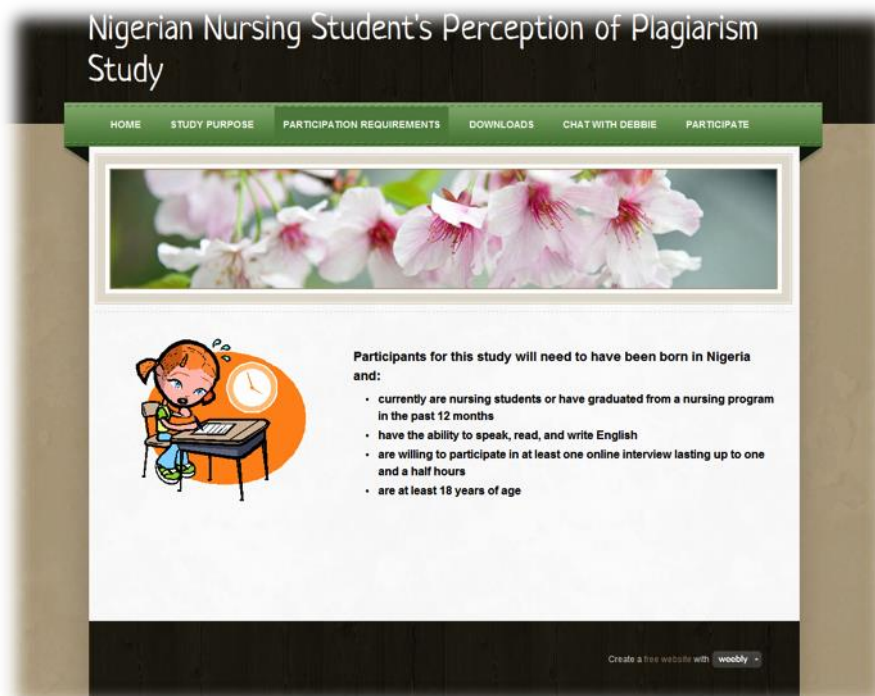 Nigerian Nursing Student's Perception of Plagiarism
Study
HOME STUDY PURPOSE PARTICIPATION REQUIREMENTS DOWNLOADS CHAT WITH DEBBIE PARTICIPATE
Participants for this study will need to have been born in Nigeria
and:
• currently are nursing students or have graduated from a nursing program
in the past 12 months
• have the ability to speak, read, and write English
• are willing to participate in at least one online interview lasting up to one
and a half hours
• are at least 18 years of age
Create a free website with weebly